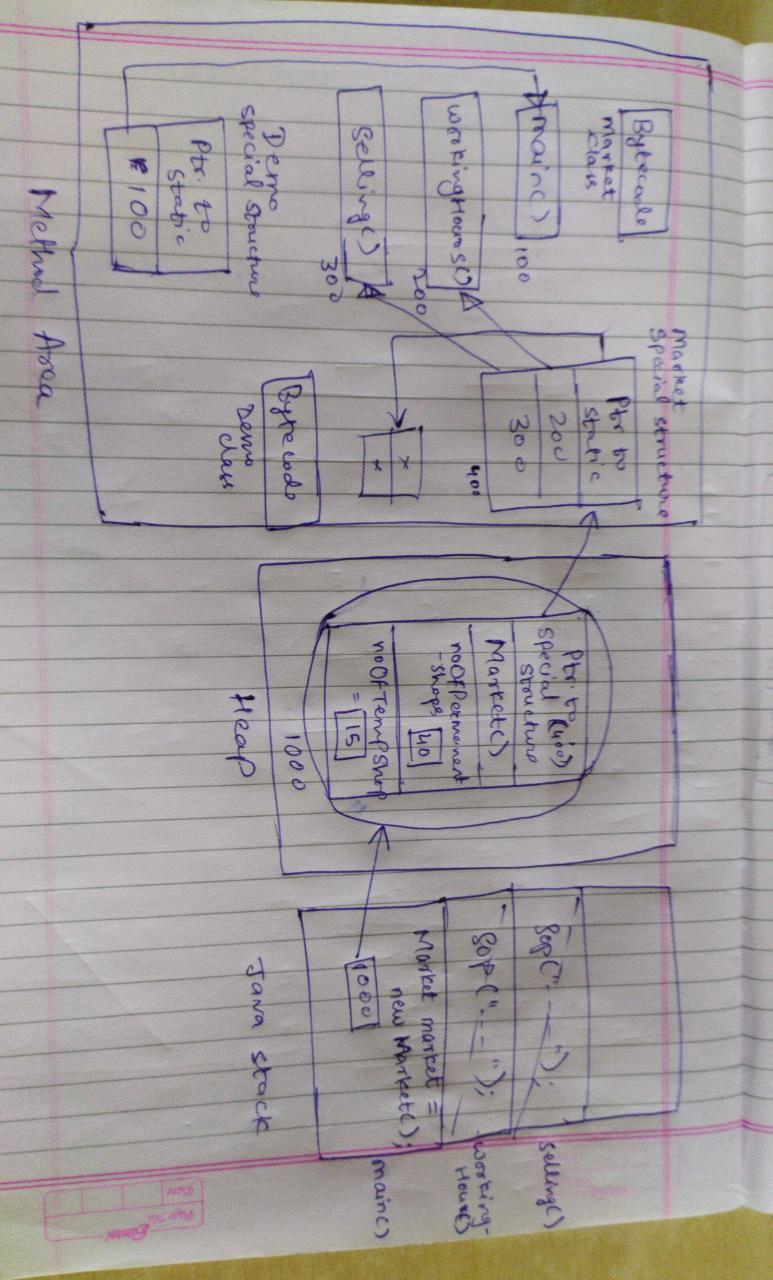 Bytecode
Market
class
main()
100
workingHours()
200
Selling()
300
Demo
special structure
Ptr. to
static
100
Market
special structure
Ptr to
static
200
300
400
x
x
Bytecode
Demo
class
Method Area
Ptr. to
special (400)
structure
Market()
noOfPermanent
-shops 40
noOfTempShop
= 15
1000
Heap
sop(".--");
sop(".--");
Market market =
new Market();
1000
selling()
working-
Hours()
main()
Java stack
Page No.
Date